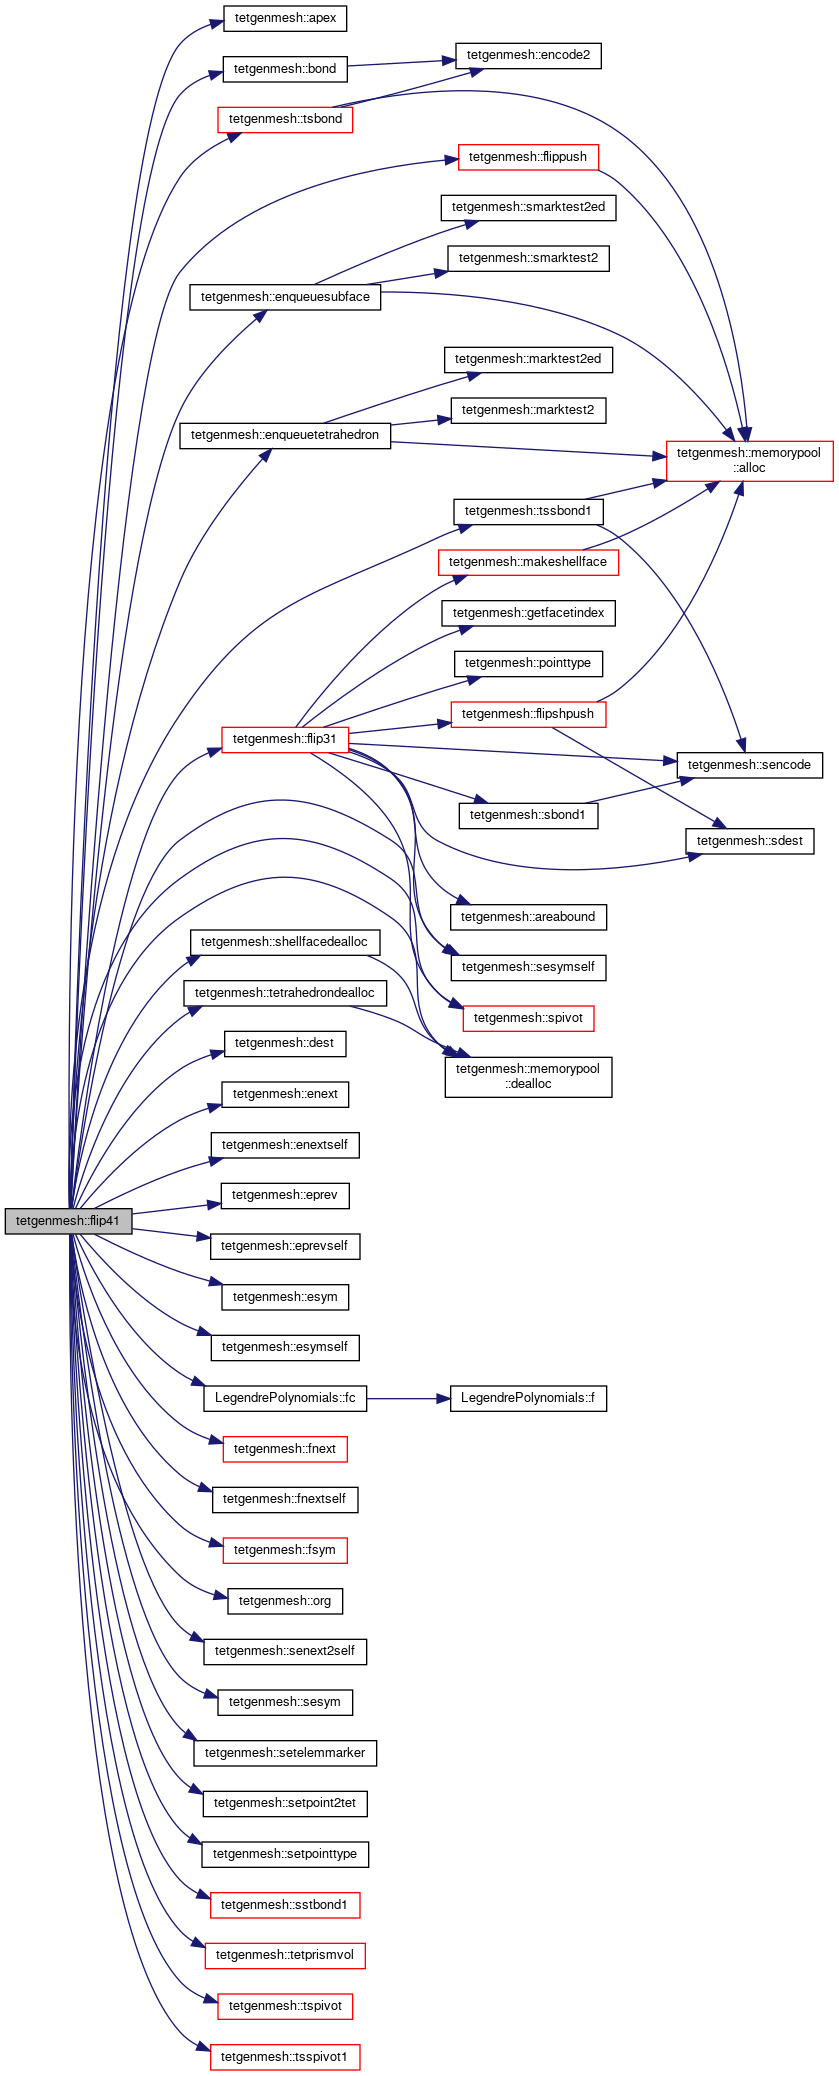 tetgenmesh::apex
tetgenmesh::encode2
tetgenmesh::bond
tetgenmesh::tsbond
tetgenmesh::flippush
tetgenmesh::smarktest2ed
tetgenmesh::smarktest2
tetgenmesh::enqueuesubface
tetgenmesh::marktest2ed
tetgenmesh::marktest2
tetgenmesh::enqueuetetrahedron
tetgenmesh::memorypool
::alloc
tetgenmesh::tssbond1
tetgenmesh::makeshellface
tetgenmesh::getfacetindex
tetgenmesh::pointtype
tetgenmesh::flipshpush
tetgenmesh::flip31
tetgenmesh::sencode
tetgenmesh::sbond1
tetgenmesh::sdest
tetgenmesh::areabound
tetgenmesh::shellfacedealloc
tetgenmesh::sesymself
tetgenmesh::tetrahedrondealloc
tetgenmesh::spivot
tetgenmesh::dest
tetgenmesh::memorypool
::dealloc
tetgenmesh::enext
tetgenmesh::enextself
tetgenmesh::eprev
tetgenmesh::flip41
tetgenmesh::eprevself
tetgenmesh::esym
tetgenmesh::esymself
LegendrePolynomials::fc
LegendrePolynomials::f
tetgenmesh::fnext
tetgenmesh::fnextself
tetgenmesh::fsym
tetgenmesh::org
tetgenmesh::senext2self
tetgenmesh::sesym
tetgenmesh::setelemmarker
tetgenmesh::setpoint2tet
tetgenmesh::setpointtype
tetgenmesh::sstbond1
tetgenmesh::tetprismvol
tetgenmesh::tspivot
tetgenmesh::tsspivot1